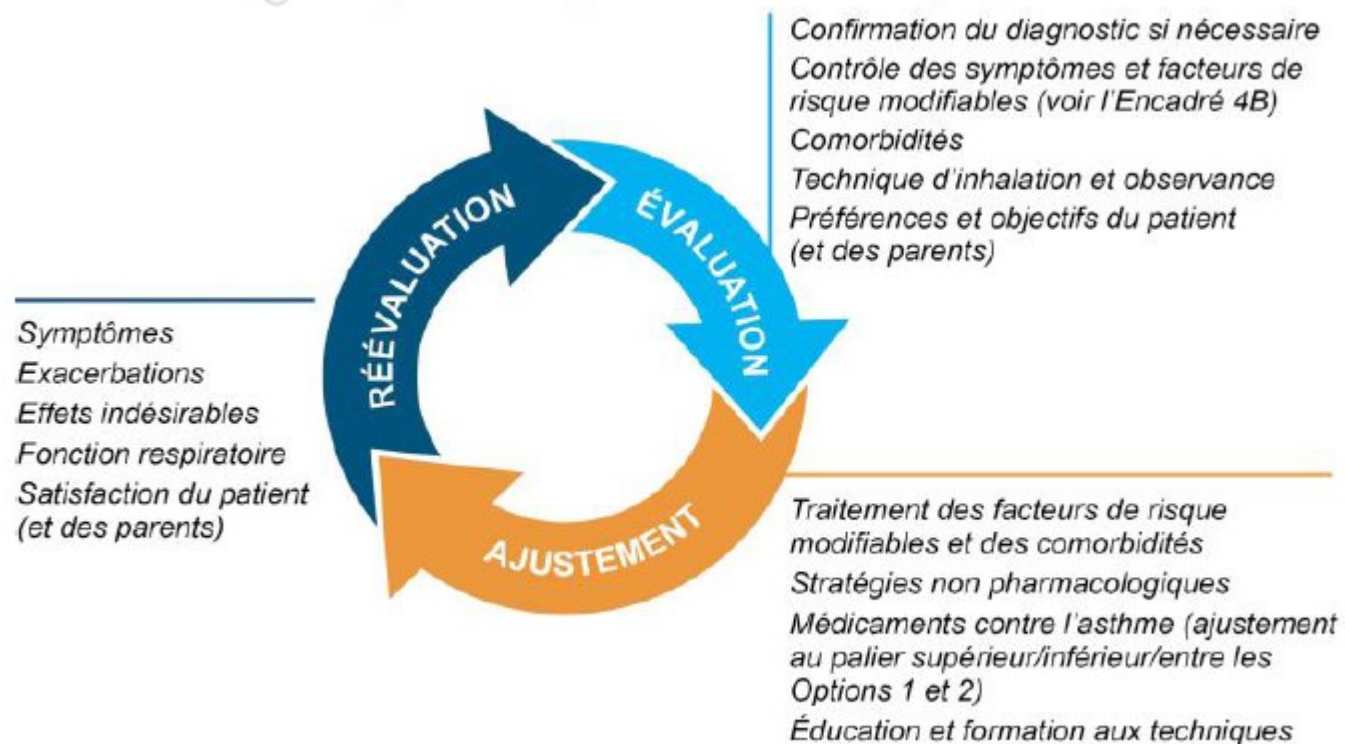 Confirmation du diagnostic si nécessaire
Contrôle des symptômes et facteurs de
risque modifiables (voir l'Encadré 4B)
Comorbidités
Technique d'inhalation et observance
Préférences et objectifs du patient
(et des parents)
ÉVALUATION
RÉÉVALUATION
AJUSTEMENT
Symptômes
Exacerbations
Effets indésirables
Fonction respiratoire
Satisfaction du patient
(et des parents)
Traitement des facteurs de risque
modifiables et des comorbidités
Stratégies non pharmacologiques
Médicaments contre l'asthme (ajustement
au palier supérieur/inférieur/entre les
Options 1 et 2)
Éducation et formation aux techniques